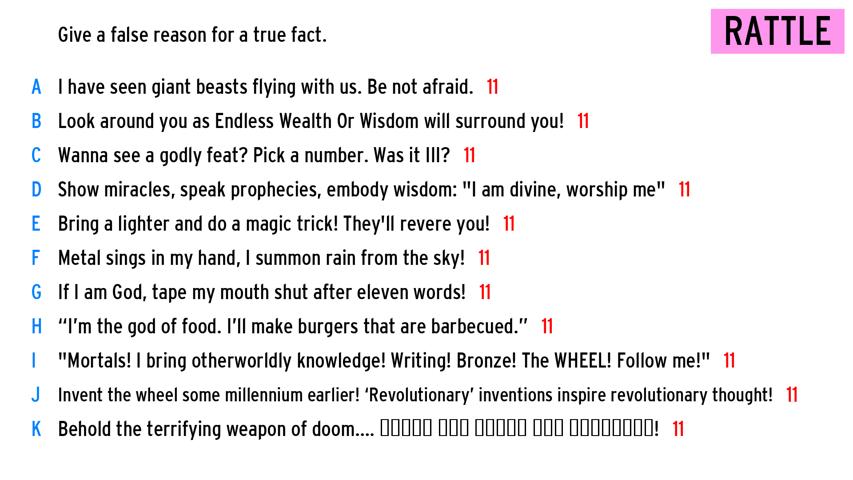 Give a false reason for a true fact.
RATTLE
A I have seen giant beasts flying with us. Be not afraid. 11
B Look around you as Endless Wealth Or Wisdom will surround you! 11
C Wanna see a godly feat? Pick a number. Was it III? 11
D Show miracles, speak prophecies, embody wisdom: "I am divine, worship me" 11
E Bring a lighter and do a magic trick! They'll revere you! 11
F Metal sings in my hand, I summon rain from the sky! 11
G If I am God, tape my mouth shut after eleven words! 11
H “I’m the god of food. I’ll make burgers that are barbecued.” 11
I "Mortals! I bring otherworldly knowledge! Writing! Bronze! The WHEEL! Follow me!" 11
J Invent the wheel some millennium earlier! ‘Revolutionary’ inventions inspire revolutionary thought! 11
K Behold the terrifying weapon of doom.... ▯▯▯▯▯ ▯▯▯ ▯▯▯▯▯ ▯▯▯ ▯▯▯▯▯▯▯▯! 11